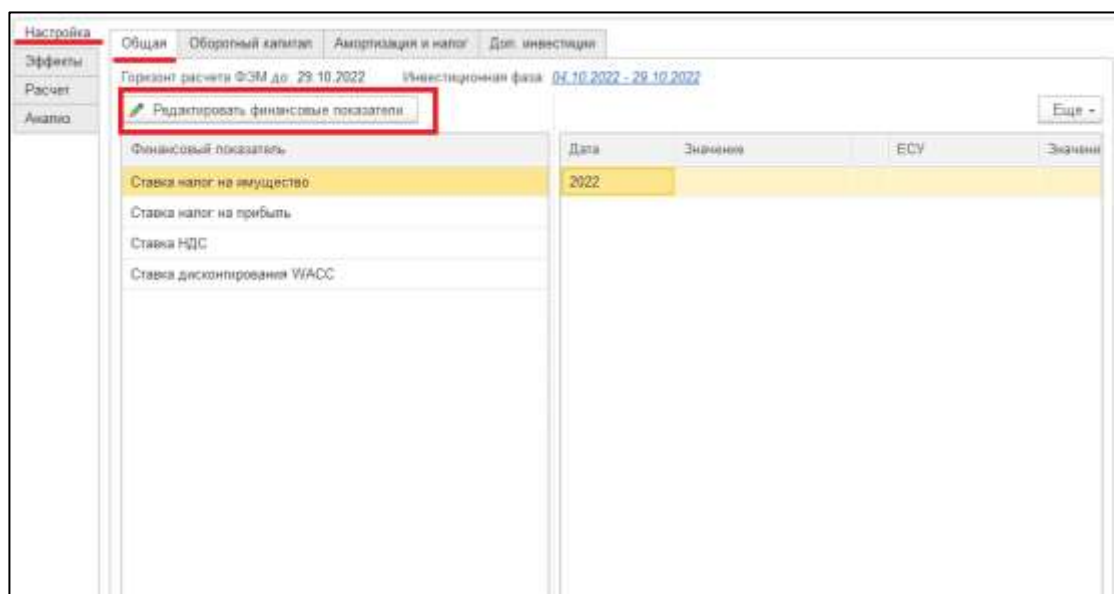 Настройка
Эффекты
Расчет
Анализ
Общая Оборотный капитал Амортизация и налог Доп. инвестиции
Горизонт расчета ФЭМ до: 29.10.2022 Инвестиционная фаза: 04.10.2022 - 29.10.2022
Редактировать финансовые показатели
Еще
Финансовый показатель Дата Значение ЕСУ Значени
Ставка налог на имущество 2022
Ставка налог на прибыль
Ставка НДС
Ставка дисконтирования WACC